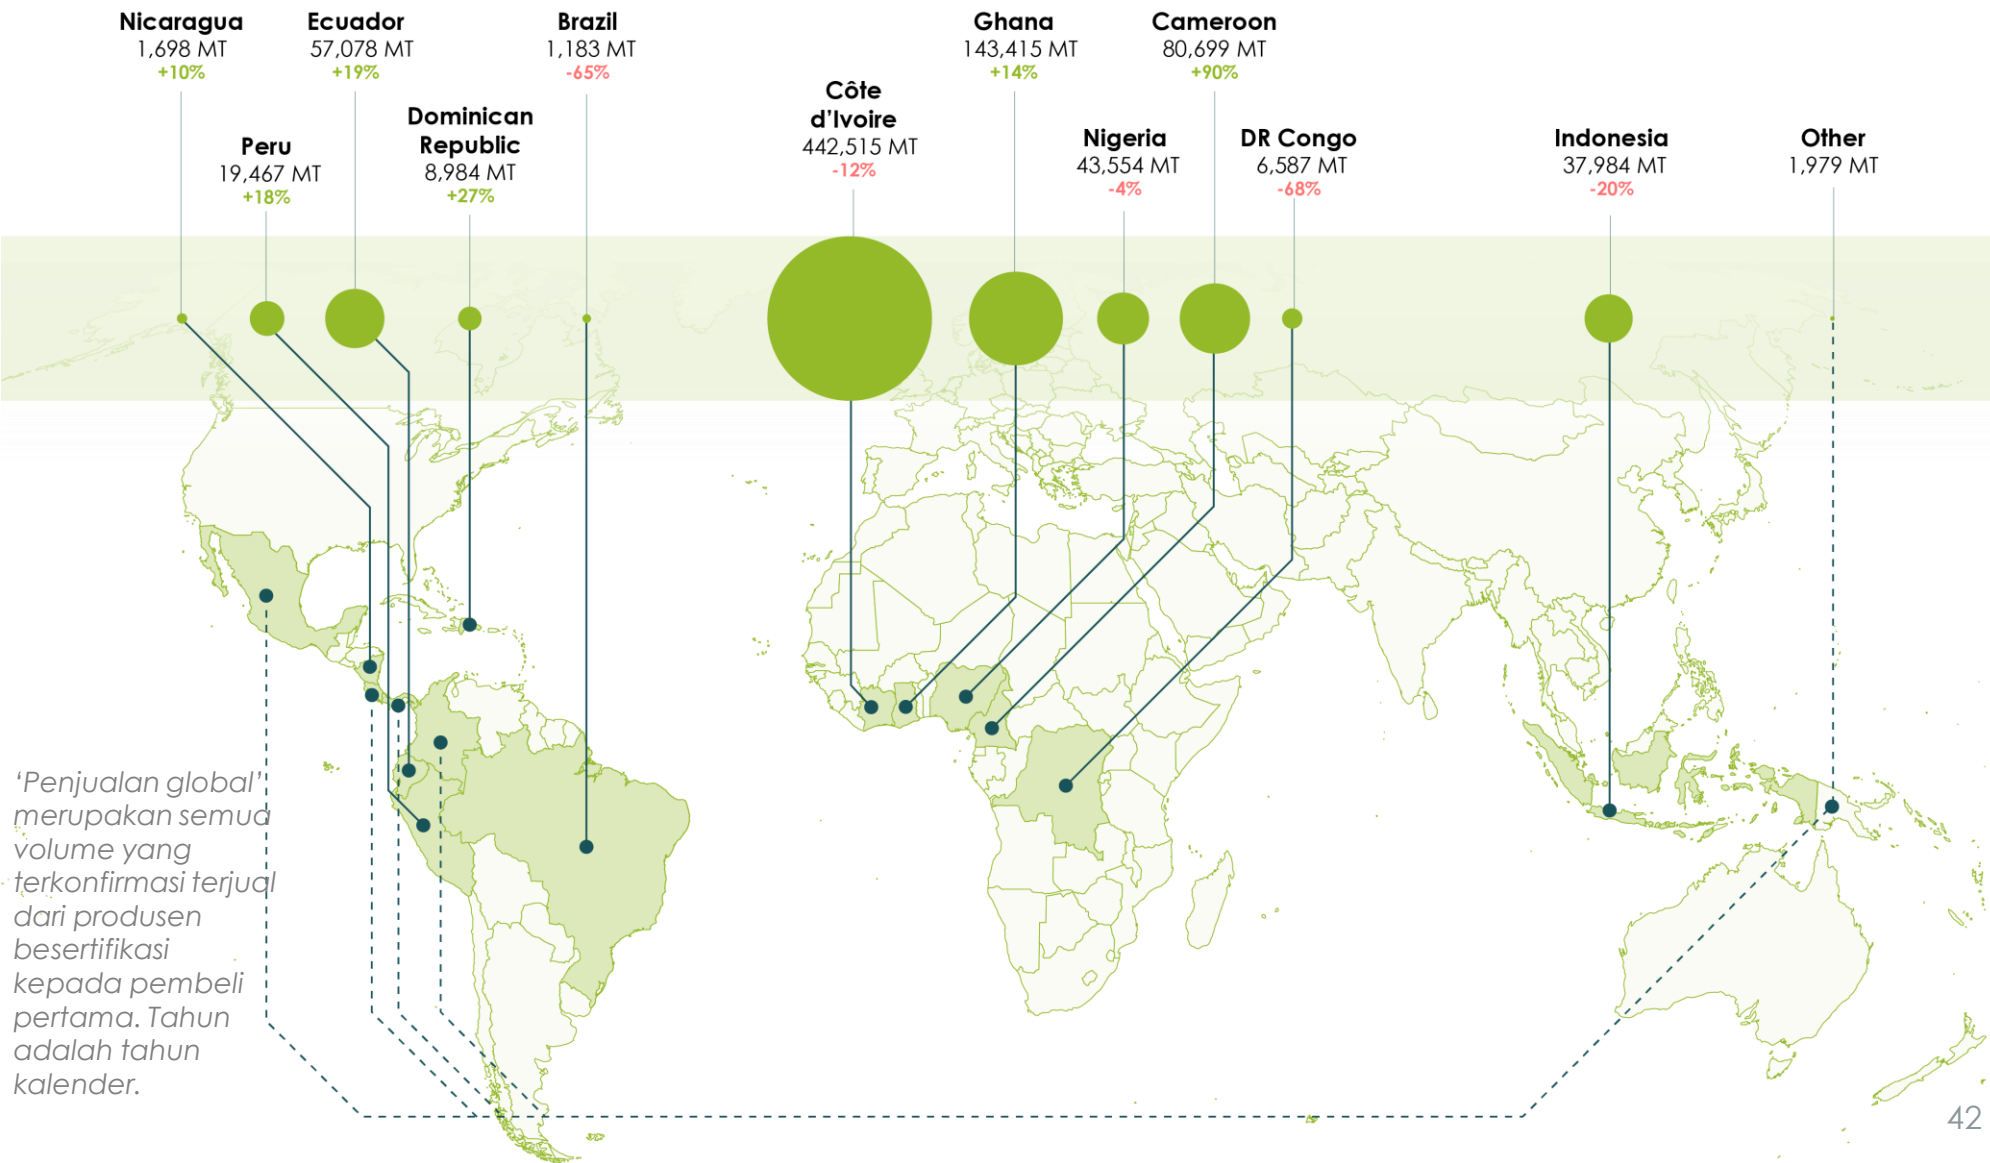 Nicaragua
1,698 MT
+10%
Ecuador
57,078 MT
+19%
Brazil
1,183 MT
-65%
Ghana
143,415 MT
+14%
Cameroon
80,699 MT
+90%
Peru
19,467 MT
+18%
Dominican
Republic
8,984 MT
+27%
Côte
d’Ivoire
442,515 MT
-12%
Nigeria
43,554 MT
-4%
DR Congo
6,587 MT
-68%
Indonesia
37,984 MT
-20%
Other
1,979 MT
‘Penjualan global’
merupakan semua
volume yang
terkonfirmasi terjual
dari produsen
besertifikasi
kepada pembeli
pertama. Tahun
adalah tahun
kalender.
42